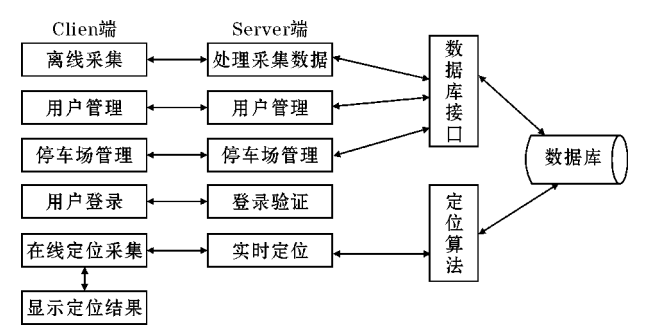 Clien端
Server端
离线采集
处理采集数据
用户管理
用户管理
停车场管理
停车场管理
用户登录
登录验证
在线定位采集
实时定位
显示定位结果
数据库接口
定位算法
数据库